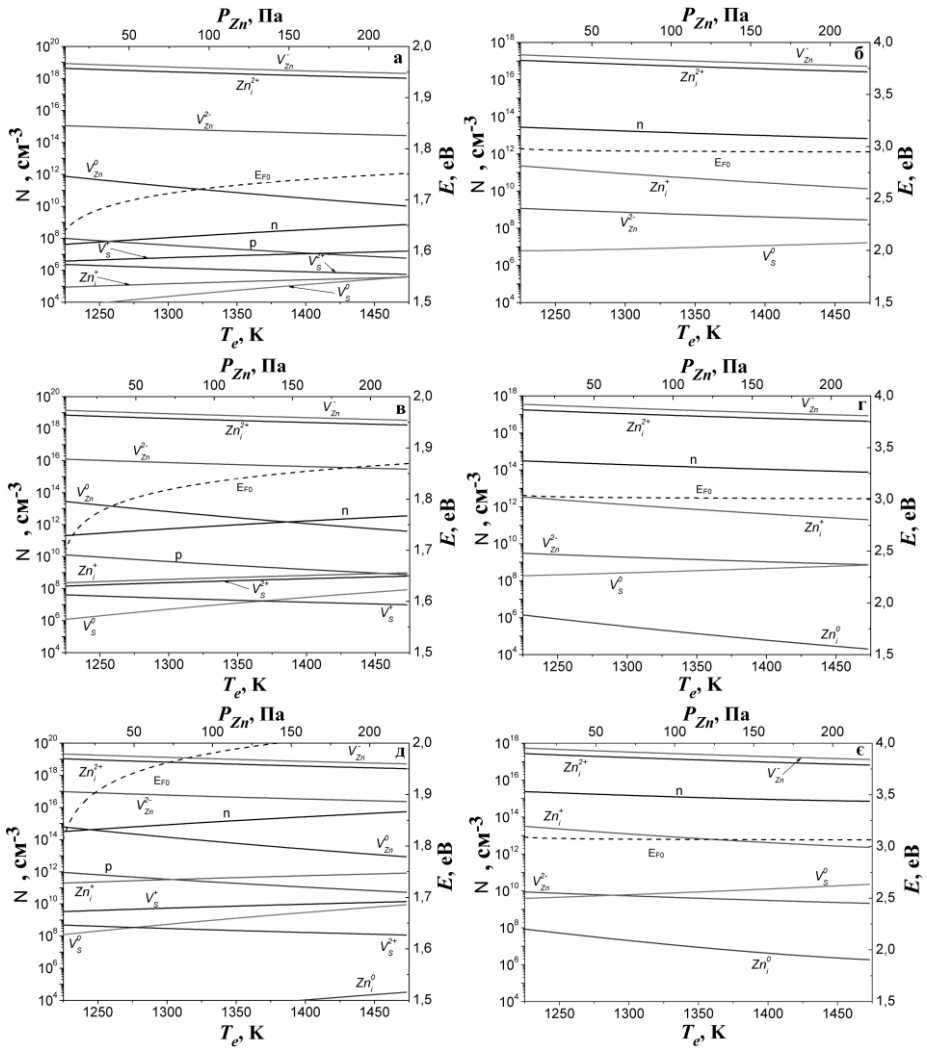 P_Zn, Па
P_Zn, Па
0 50 100 150 200
0 50 100 150 200
10^20 10^18 10^16 10^14 10^12 10^10 10^8 10^6 10^4
N, см^-3
а
V_Zn^-
Zn_i^2+
V_Zn^2-
V_Zn^0
E_F0
n
p
V_S^+
V_S^2+
Zn_i^+
V_S^0
2,0 1,9 1,8 1,7 1,6 1,5
E, еВ
1250 1300 1350 1400 1450
T_e, К
10^18 10^16 10^14 10^12 10^10 10^8 10^6 10^4
б
V_Zn^-
Zn_i^2+
n
E_F0
Zn_i^+
V_Zn^2-
V_S^0
4,0 3,5 3,0 2,5 2,0 1,5
E, еВ
1250 1300 1350 1400 1450
T_e, К
P_Zn, Па
P_Zn, Па
50 100 150 200
50 100 150 200
10^20 10^18 10^16 10^14 10^12 10^10 10^8 10^6 10^4
N, см^-3
в
V_Zn^-
Zn_i^2+
V_Zn^2-
V_Zn^0
E_F0
n
p
Zn_i^+
V_S^2+
V_S^0
V_S^+
2,0 1,9 1,8 1,7 1,6 1,5
E, еВ
1250 1300 1350 1400 1450
T_e, К
10^18 10^16 10^14 10^12 10^10 10^8 10^6 10^4
N, см^-3
г
V_Zn^-
Zn_i^2+
n
E_F0
Zn_i^+
V_Zn^2-
V_S^0
Zn_i^0
4,0 3,5 3,0 2,5 2,0 1,5
E, еВ
1250 1300 1350 1400 1450
T_e, К
P_Zn, Па
P_Zn, Па
50 100 150 200
50 100 150 200
10^20 10^18 10^16 10^14 10^12 10^10 10^8 10^6 10^4
N, см^-3
д
V_Zn^-
Zn_i^2+
E_F0
V_Zn^2-
n
V_Zn^0
p
Zn_i^+
V_S^+
V_S^0
V_S^2+
Zn_i^0
2,0 1,9 1,8 1,7 1,6 1,5
E, еВ
1250 1300 1350 1400 1450
T_e, К
10^18 10^16 10^14 10^12 10^10 10^8 10^6 10^4
N, см^-3
є
Zn_i^2+
V_Zn^-
n
Zn_i^+
E_F0
V_Zn^2-
V_S^0
Zn_i^0
4,0 3,5 3,0 2,5 2,0 1,5
E, еВ
1250 1300 1350 1400 1450
T_e, К